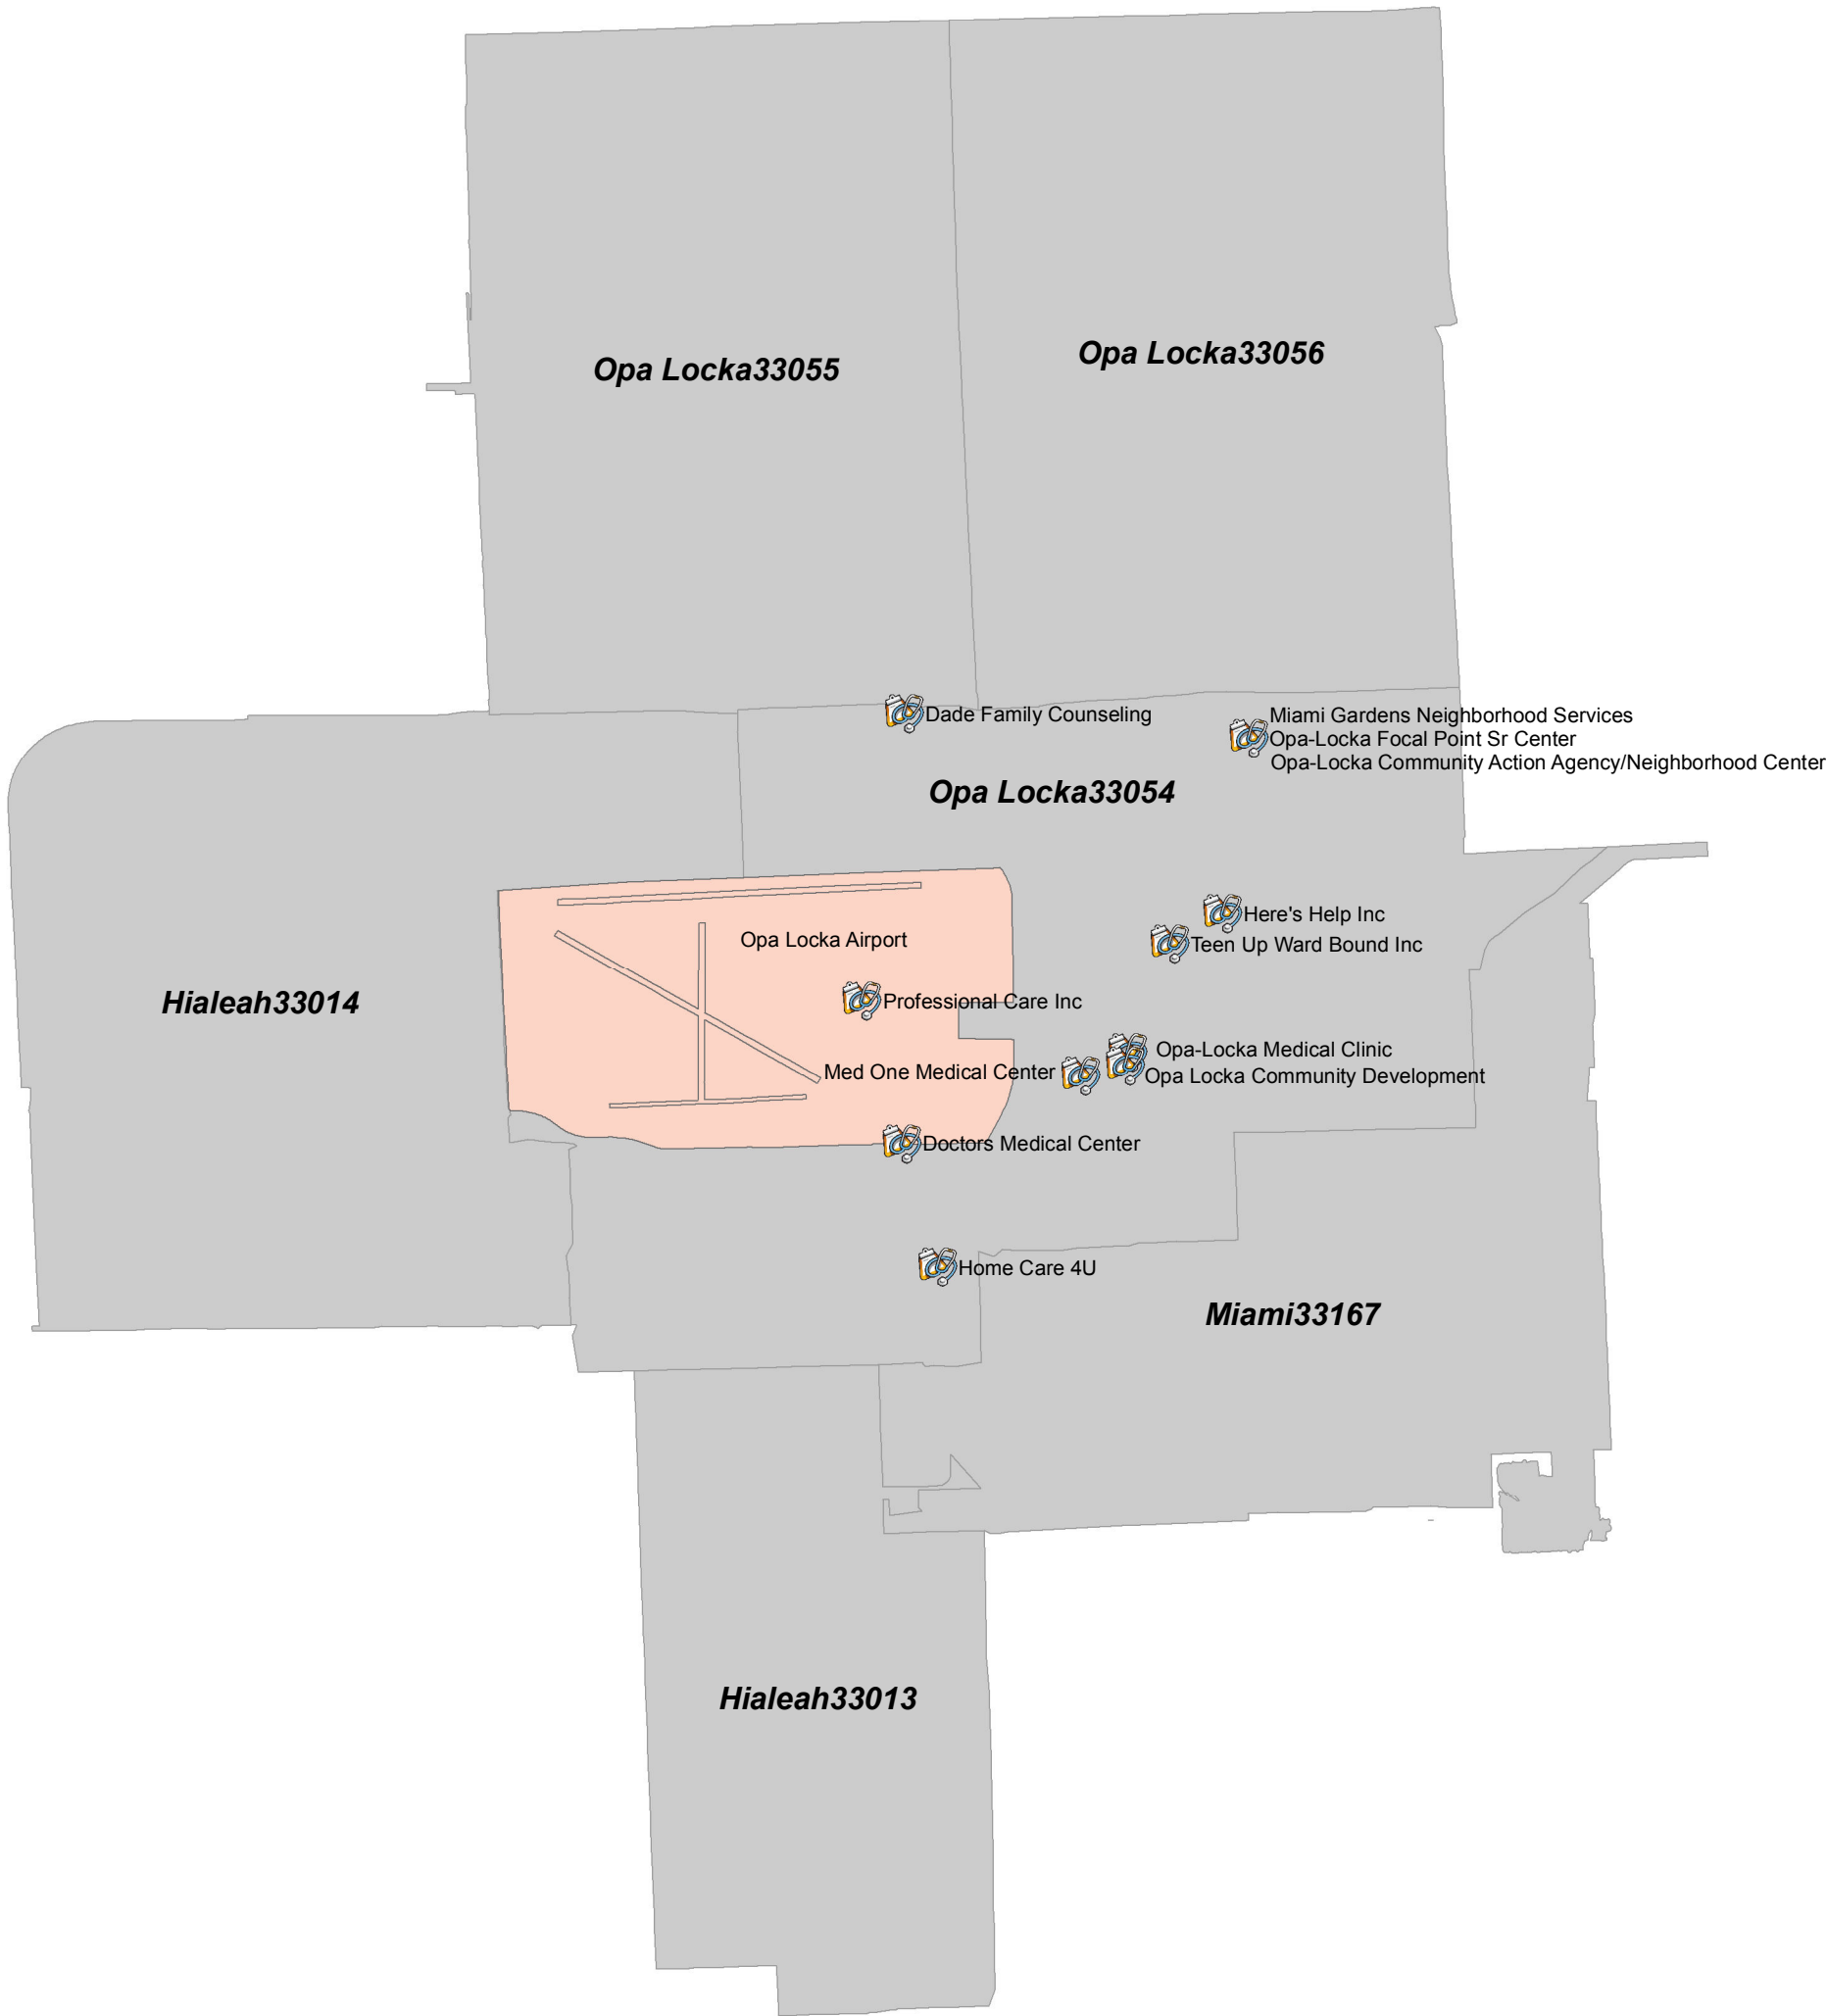 Opa Locka33055
Opa Locka33056
Dade Family Counseling
Miami Gardens Neighborhood Services
Opa-Locka Focal Point Sr Center
Opa-Locka Community Action Agency/Neighborhood Center
Opa Locka33054
Here's Help Inc
Opa Locka Airport
Teen Up Ward Bound Inc
Hialeah33014
Professional Care Inc
Opa-Locka Medical Clinic
Med One Medical Center
Opa Locka Community Development
Doctors Medical Center
Home Care 4U
Miami33167
Hialeah33013